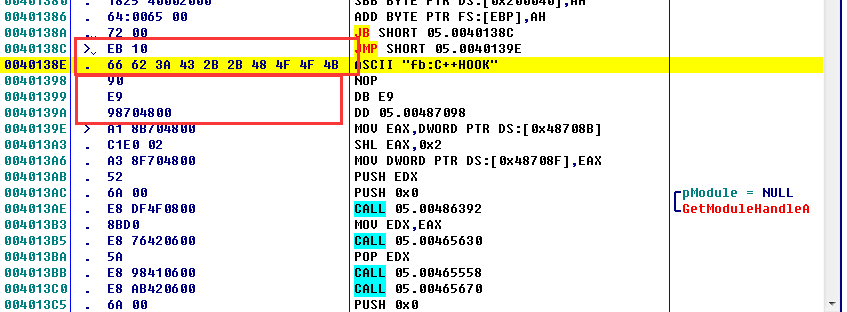 00401380 . 1825 40002000 SBB BYTE PTR DS:[0x200040],AH
00401386 . 64:0065 00 ADD BYTE PTR FS:[EBP],AH
0040138A . 72 00 JB SHORT 05.0040138C
0040138C > EB 10 JMP SHORT 05.0040139E
0040138E . 66 62 3A 43 2B 2B 48 4F 4F 4B ASCII "fb:C++HOOK"
00401398 90 NOP
00401399 E9 DB E9
0040139A . 98704800 DD 05.00487098
0040139E > A1 8B704800 MOV EAX,DWORD PTR DS:[0x48708B]
004013A3 . C1E0 02 SHL EAX,0x2
004013A6 . A3 8F704800 MOV DWORD PTR DS:[0x48708F],EAX
004013AB . 52 PUSH EDX
004013AC . 6A 00 PUSH 0x0 pModule = NULL
004013AE . E8 DF4F0800 CALL 05.00486392 GetModuleHandleA
004013B3 . 8BD0 MOV EDX,EAX
004013B5 . E8 76420600 CALL 05.00465630
004013BA . 5A POP EDX
004013BB . E8 98410600 CALL 05.00465558
004013C0 . E8 AB420600 CALL 05.00465670
004013C5 . 6A 00 PUSH 0x0